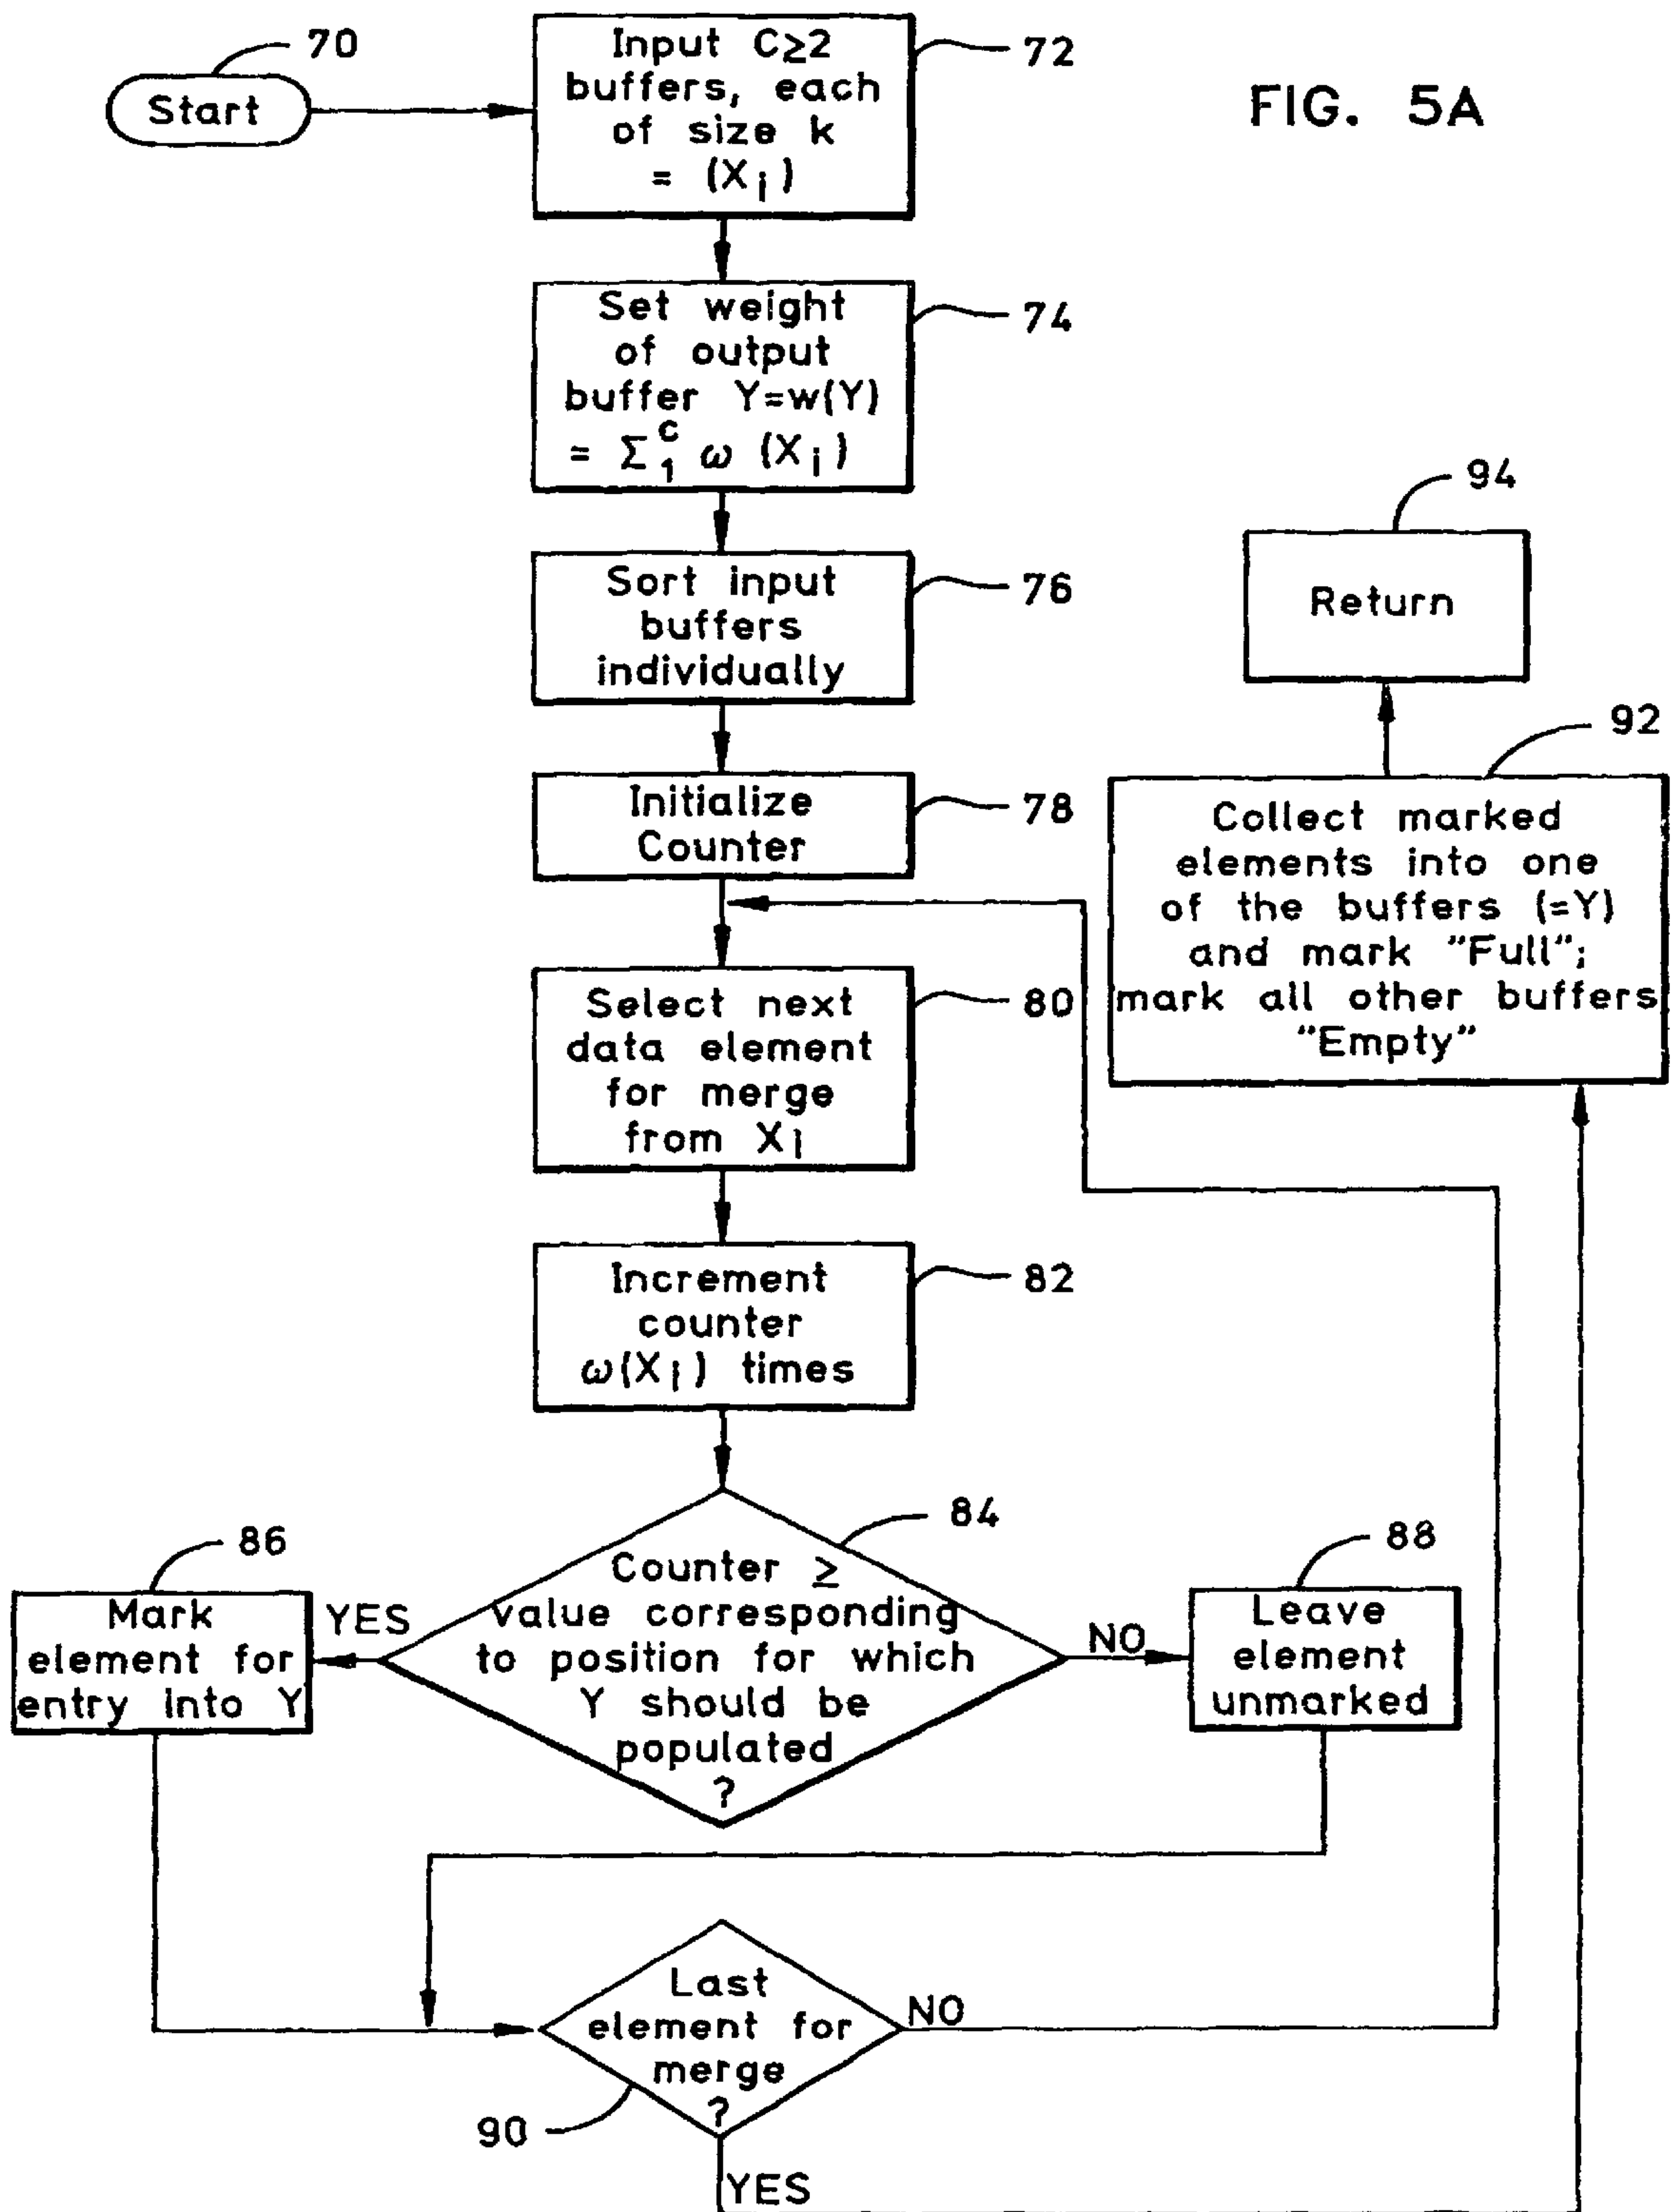 FIG. 5A
70
Start
72
Input C≥2
buffers, each
of size k
= (Xi)
74
Set weight
of output
buffer Y=w(Y)
= Σ₁ᶜ ω (Xi)
76
Sort input
buffers
individually
78
Initialize
Counter
80
Select next
data element
for merge
from Xi
82
Increment
counter
ω(Xi) times
84
Counter ≥
value corresponding
to position for which
Y should be
populated
?
YES
NO
86
Mark
element for
entry into Y
88
Leave
element
unmarked
90
Last
element for
merge
?
NO
YES
92
Collect marked
elements into one
of the buffers (=Y)
and mark "Full";
mark all other buffers
"Empty"
94
Return